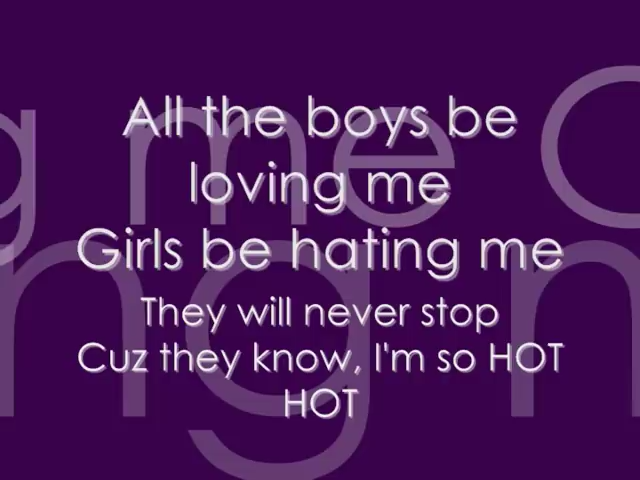 All the boys be
loving me
Girls be hating me
They will never stop
Cuz they know, I'm so HOT
HOT